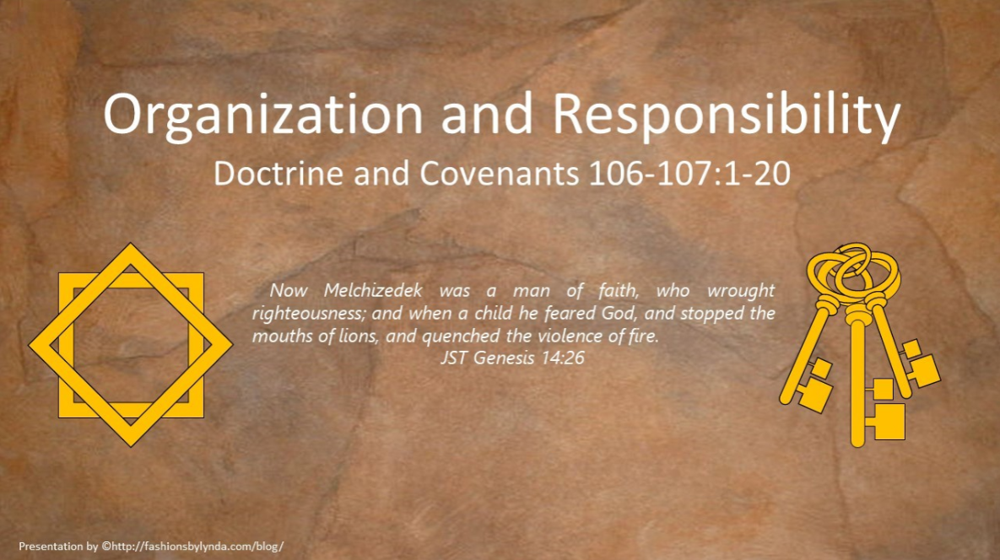 Organization and Responsibility
Doctrine and Covenants 106-107:1-20
Now Melchizedek was a man of faith, who wrought
righteousness; and when a child he feared God, and stopped the
mouths of lions, and quenched the violence of fire.
JST Genesis 14:26
Presentation by ©http://fashionsbylynda.com/blog/